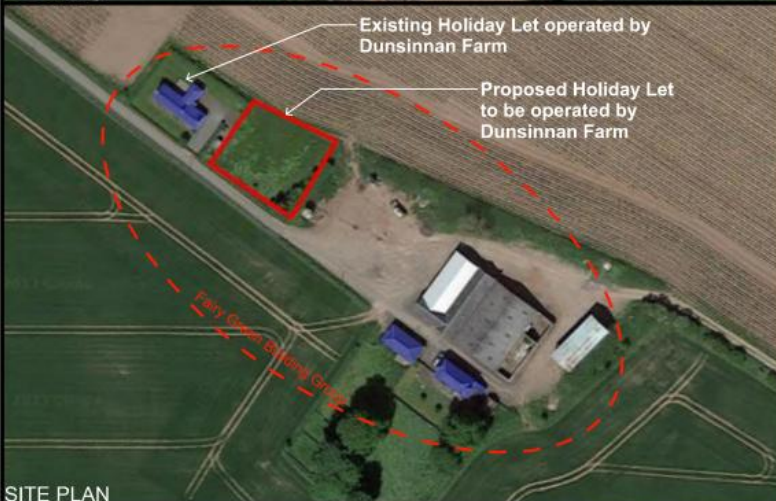 Existing Holiday Let operated by
Dunsinnan Farm
Proposed Holiday Let
to be operated by
Dunsinnan Farm
Fairy Green Building Group
SITE PLAN